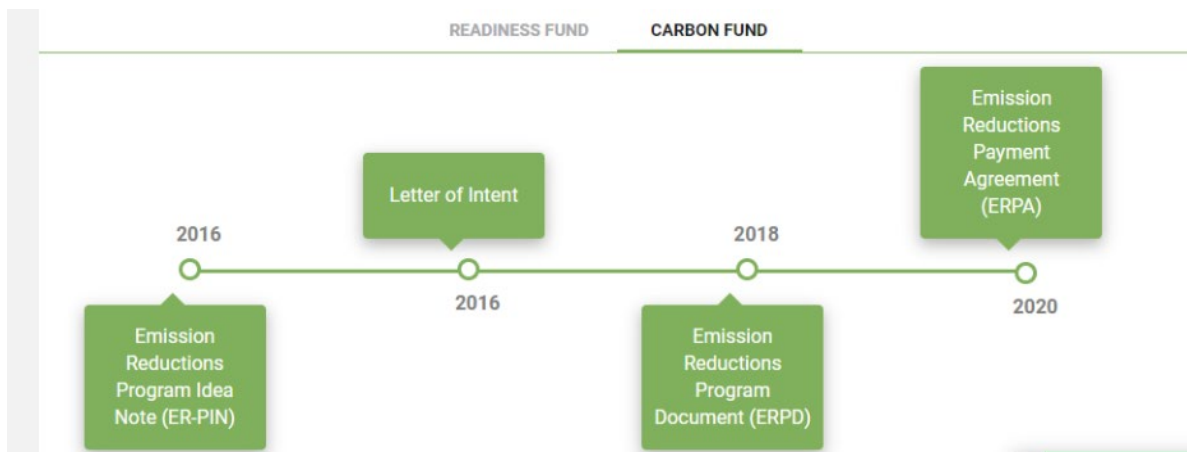 READINESS FUND
CARBON FUND
Emission
Reductions
Payment
Agreement
(ERPA)
Letter of Intent
2016
2018
2016
2020
Emission
Reductions
Program Idea
Note (ER-PIN)
Emission
Reductions
Program
Document (ERPD)